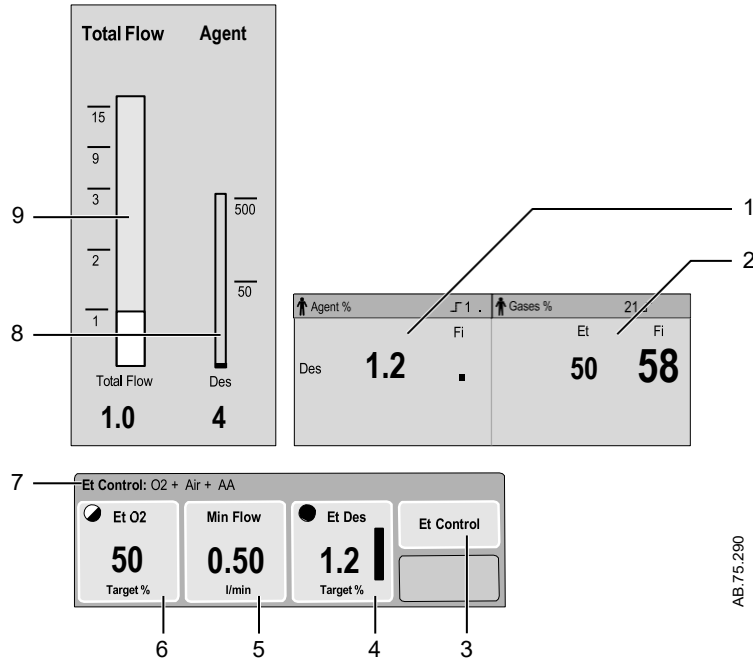 Total Flow Agent
15
9
3
2
1
500
50
Total Flow Des
1.0 4
9
8
1
2
Agent % 1 . Gases % 21
Fi Et Fi
Des 1.2 . 50 58
7
Et Control: O2 + Air + AA
Et O2 Min Flow Et Des Et Control
50 0.50 1.2
Target % l/min Target %
6 5 4 3
AB.75.290